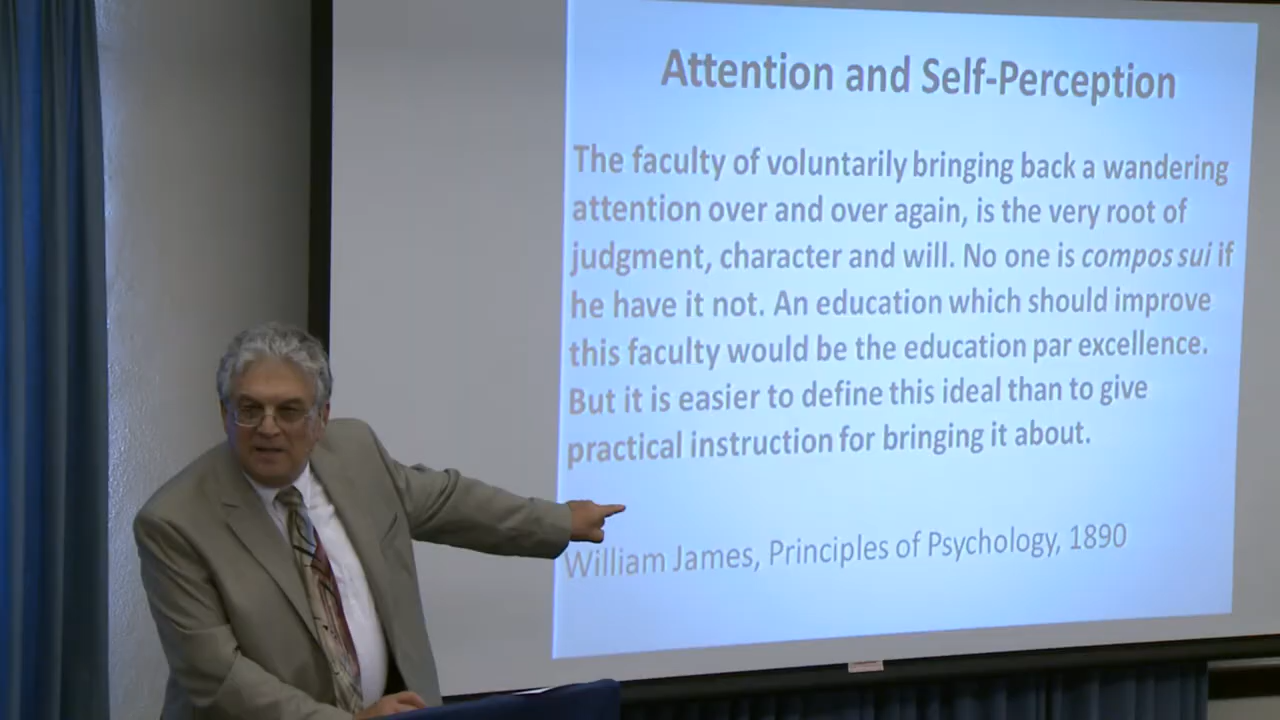 Attention and Self-Perception
The faculty of voluntarily bringing back a wandering
attention over and over again, is the very root of
judgment, character and will. No one is compos sui if
he have it not. An education which should improve
this faculty would be the education par excellence.
But it is easier to define this ideal than to give
practical instruction for bringing it about.
William James, Principles of Psychology, 1890